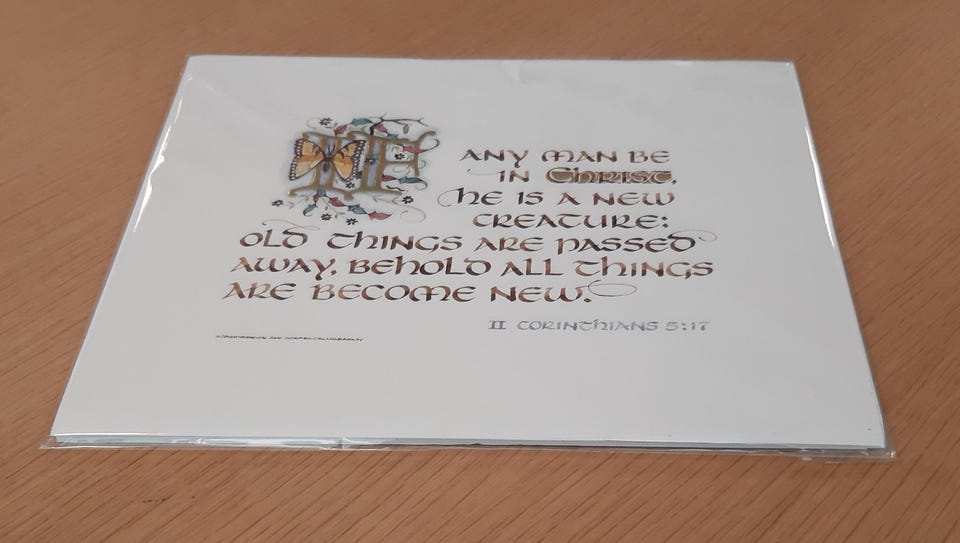 IF ANY MAN BE
IN Christ,
HE IS A NEW
CREATURE:
OLD THINGS ARE PASSED
AWAY, BEHOLD ALL THINGS
ARE BECOME NEW.
II CORINTHIANS 5:17